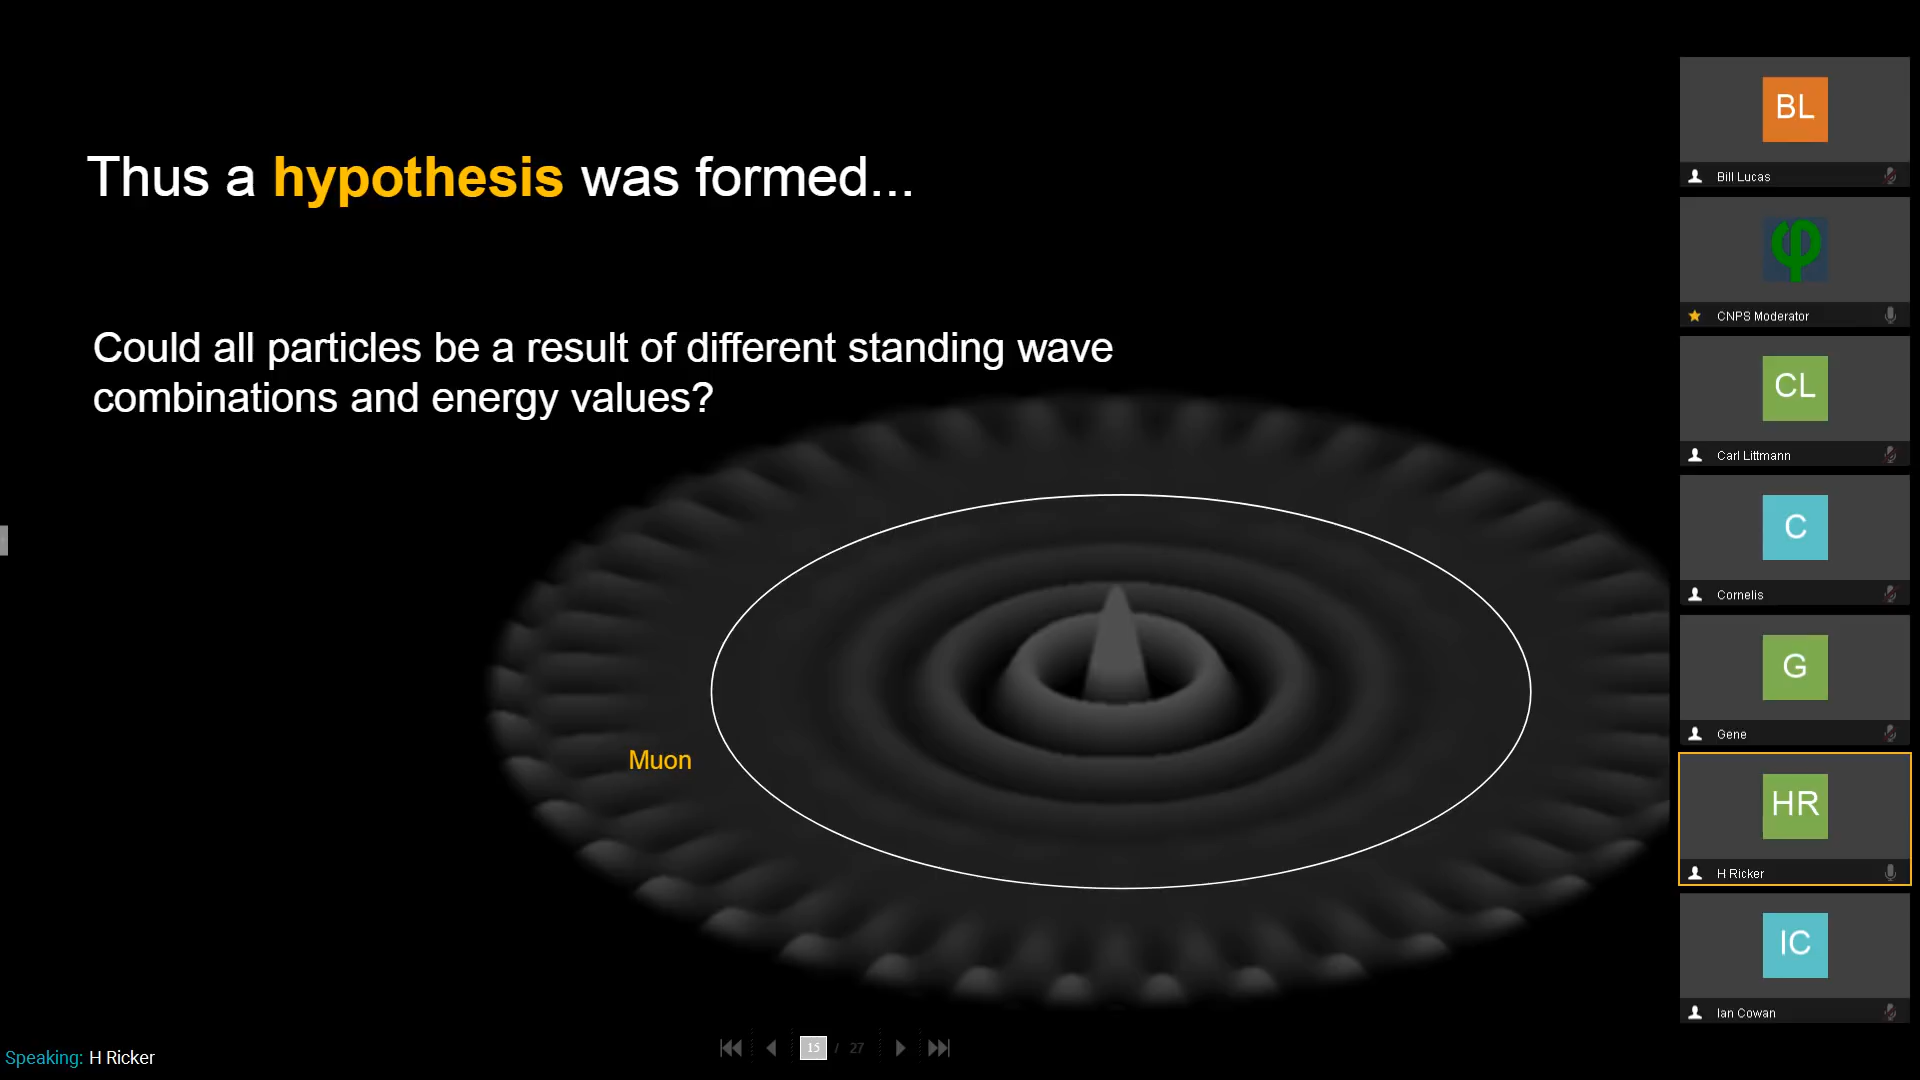 Thus a hypothesis was formed...
Could all particles be a result of different standing wave
combinations and energy values?
Muon
BL
Bill Lucas
φ
CNPS Moderator
CL
Carl Littmann
C
Cornelis
G
Gene
HR
H Ricker
IC
Ian Cowan
Speaking: H Ricker
15 / 27